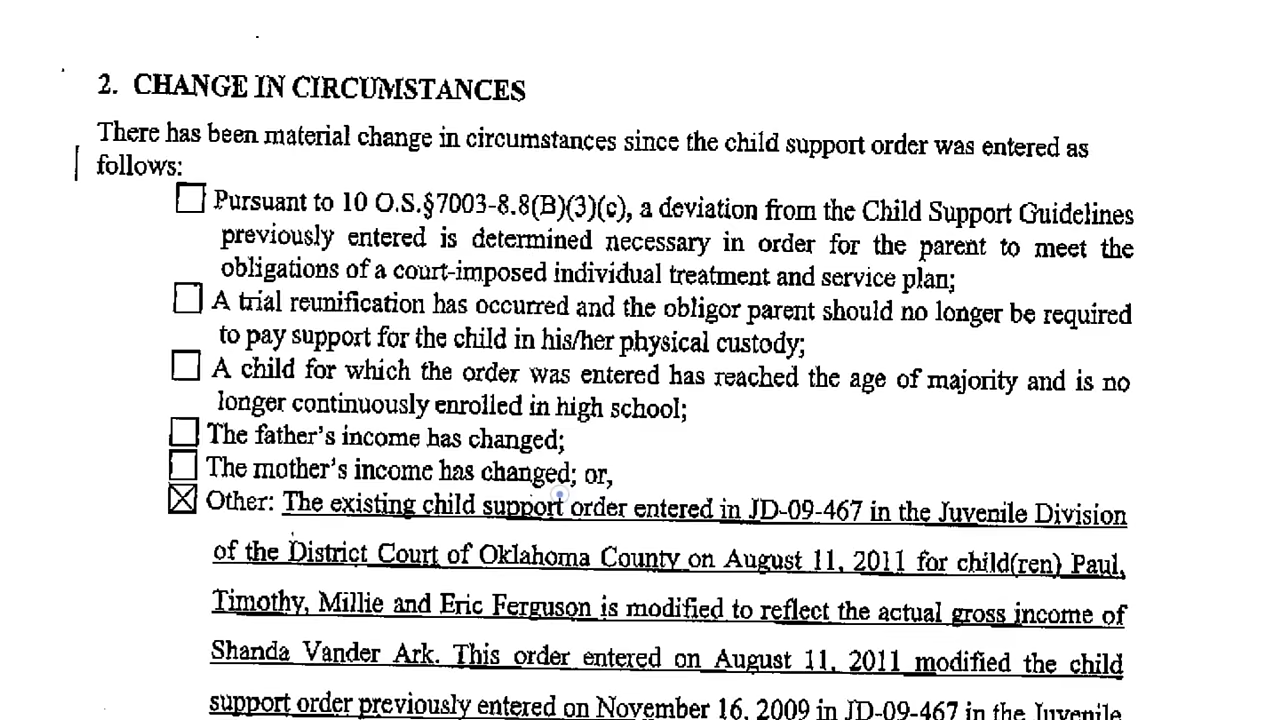 2. CHANGE IN CIRCUMSTANCES
There has been material change in circumstances since the child support order was entered as
follows:
Pursuant to 10 O.S.§7003-8.8(B)(3)(c), a deviation from the Child Support Guidelines
previously entered is determined necessary in order for the parent to meet the
obligations of a court-imposed individual treatment and service plan;
A trial reunification has occurred and the obligor parent should no longer be required
to pay support for the child in his/her physical custody;
A child for which the order was entered has reached the age of majority and is no
longer continuously enrolled in high school;
The father's income has changed;
The mother's income has changed; or,
Other: The existing child support order entered in JD-09-467 in the Juvenile Division
of the District Court of Oklahoma County on August 11, 2011 for child(ren) Paul,
Timothy, Millie and Eric Ferguson is modified to reflect the actual gross income of
Shanda Vander Ark. This order entered on August 11, 2011 modified the child
support order previously entered on November 16, 2009 in JD-09-467 in the Juvenile